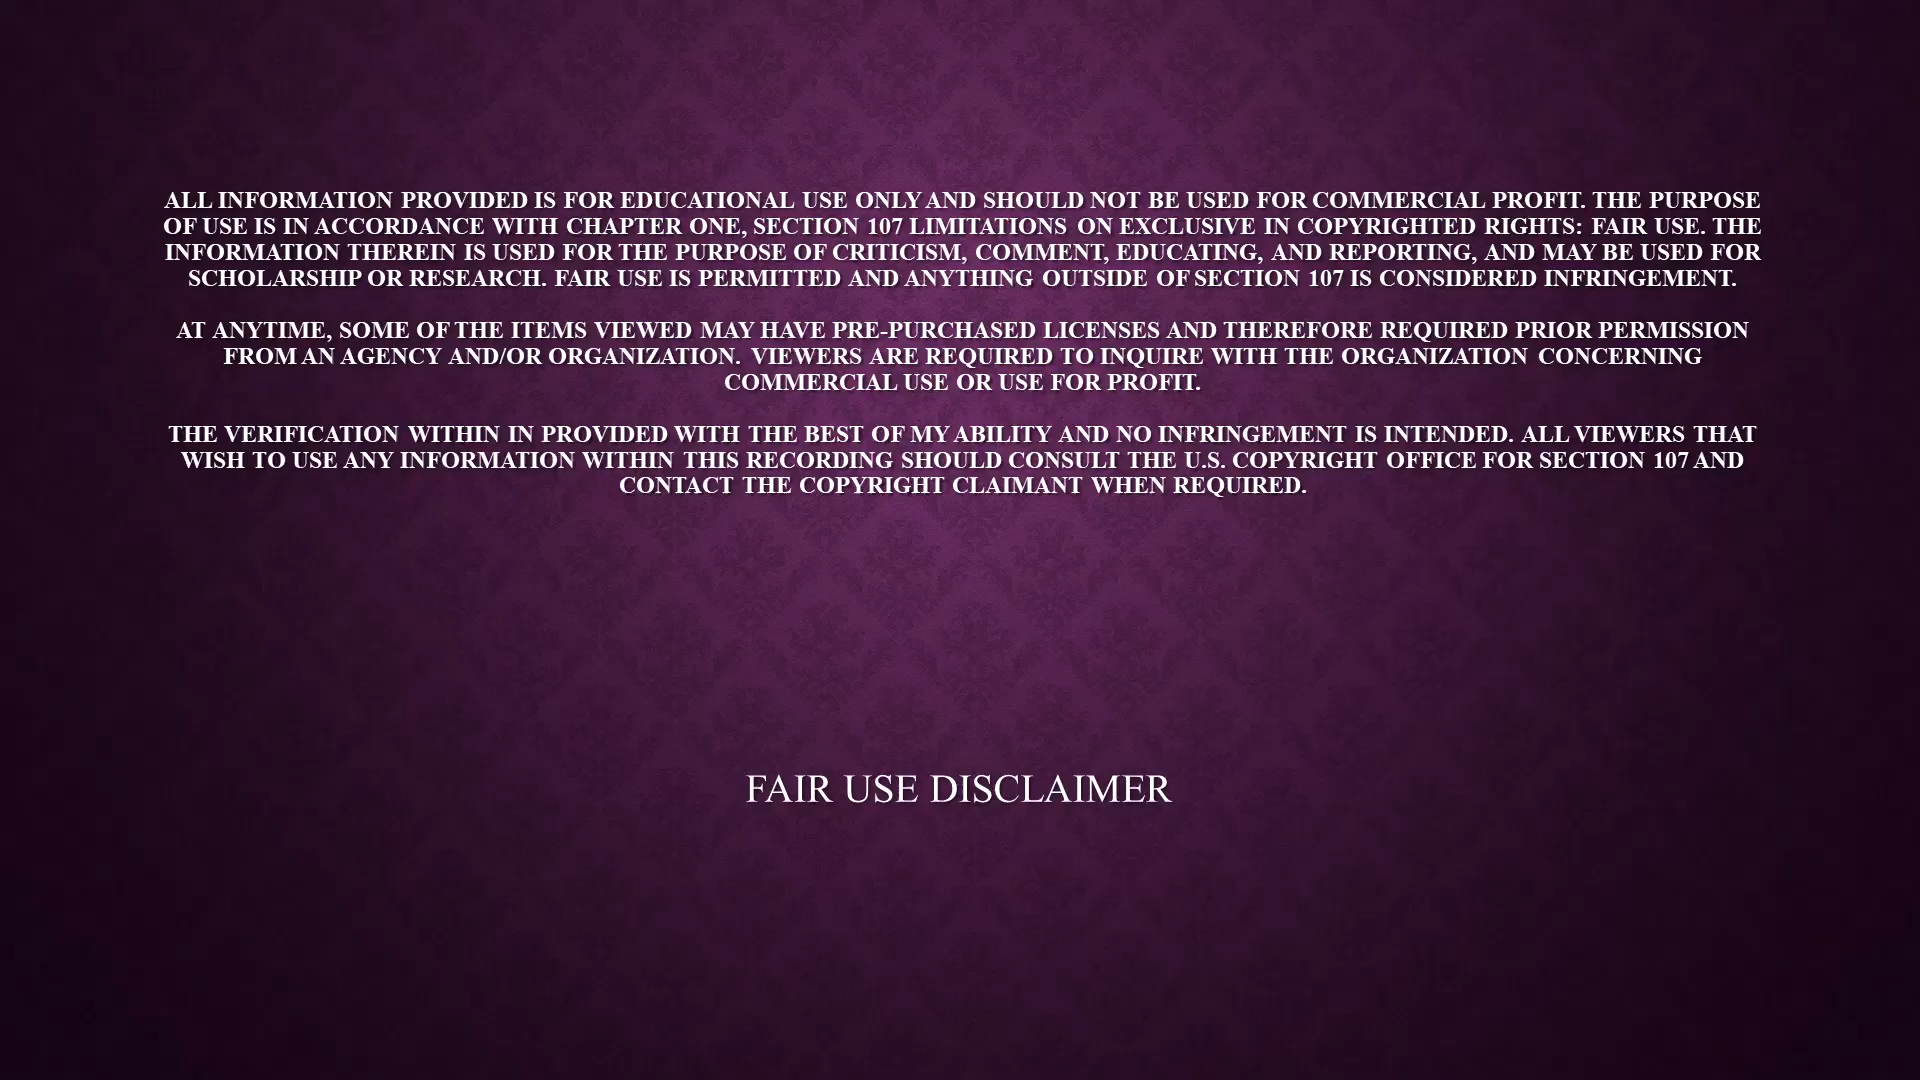 ALL INFORMATION PROVIDED IS FOR EDUCATIONAL USE ONLY AND SHOULD NOT BE USED FOR COMMERCIAL PROFIT. THE PURPOSE
OF USE IS IN ACCORDANCE WITH CHAPTER ONE, SECTION 107 LIMITATIONS ON EXCLUSIVE IN COPYRIGHTED RIGHTS: FAIR USE. THE
INFORMATION THEREIN IS USED FOR THE PURPOSE OF CRITICISM, COMMENT, EDUCATING, AND REPORTING, AND MAY BE USED FOR
SCHOLARSHIP OR RESEARCH. FAIR USE IS PERMITTED AND ANYTHING OUTSIDE OF SECTION 107 IS CONSIDERED INFRINGEMENT.
AT ANYTIME, SOME OF THE ITEMS VIEWED MAY HAVE PRE-PURCHASED LICENSES AND THEREFORE REQUIRED PRIOR PERMISSION
FROM AN AGENCY AND/OR ORGANIZATION. VIEWERS ARE REQUIRED TO INQUIRE WITH THE ORGANIZATION CONCERNING
COMMERCIAL USE OR USE FOR PROFIT.
THE VERIFICATION WITHIN IN PROVIDED WITH THE BEST OF MY ABILITY AND NO INFRINGEMENT IS INTENDED. ALL VIEWERS THAT
WISH TO USE ANY INFORMATION WITHIN THIS RECORDING SHOULD CONSULT THE U.S. COPYRIGHT OFFICE FOR SECTION 107 AND
CONTACT THE COPYRIGHT CLAIMANT WHEN REQUIRED.
FAIR USE DISCLAIMER